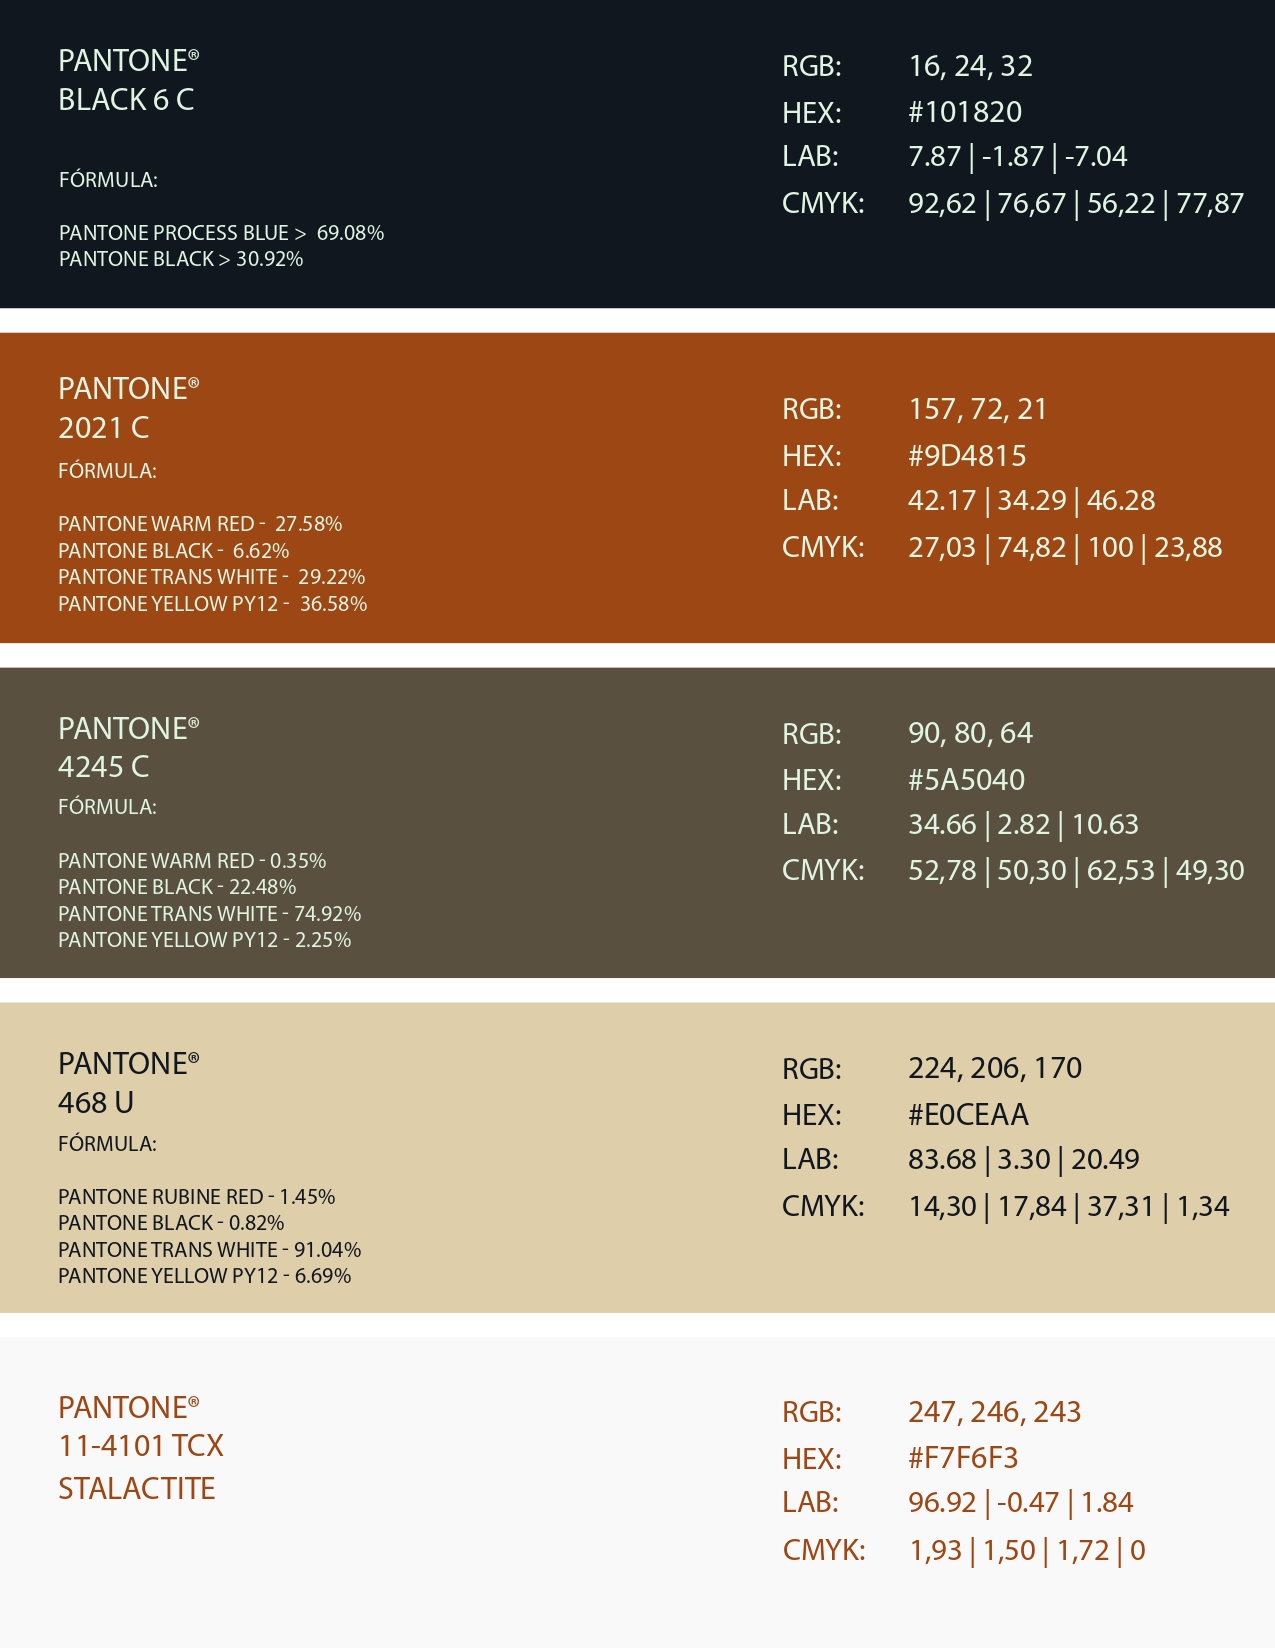 PANTONE®
BLACK 6 C
FÓRMULA:
PANTONE PROCESS BLUE > 69.08%
PANTONE BLACK > 30.92%
RGB: 16, 24, 32
HEX: #101820
LAB: 7.87 | -1.87 | -7.04
CMYK: 92,62 | 76,67 | 56,22 | 77,87
PANTONE®
2021 C
FÓRMULA:
PANTONE WARM RED - 27.58%
PANTONE BLACK - 6.62%
PANTONE TRANS WHITE - 29.22%
PANTONE YELLOW PY12 - 36.58%
RGB: 157, 72, 21
HEX: #9D4815
LAB: 42.17 | 34.29 | 46.28
CMYK: 27,03 | 74,82 | 100 | 23,88
PANTONE®
4245 C
FÓRMULA:
PANTONE WARM RED - 0.35%
PANTONE BLACK - 22.48%
PANTONE TRANS WHITE - 74.92%
PANTONE YELLOW PY12 - 2.25%
RGB: 90, 80, 64
HEX: #5A5040
LAB: 34.66 | 2.82 | 10.63
CMYK: 52,78 | 50,30 | 62,53 | 49,30
PANTONE®
468 U
FÓRMULA:
PANTONE RUBINE RED - 1.45%
PANTONE BLACK - 0.82%
PANTONE TRANS WHITE - 91.04%
PANTONE YELLOW PY12 - 6.69%
RGB: 224, 206, 170
HEX: #E0CEAA
LAB: 83.68 | 3.30 | 20.49
CMYK: 14,30 | 17,84 | 37,31 | 1,34
PANTONE®
11-4101 TCX
STALACTITE
RGB: 247, 246, 243
HEX: #F7F6F3
LAB: 96.92 | -0.47 | 1.84
CMYK: 1,93 | 1,50 | 1,72 | 0